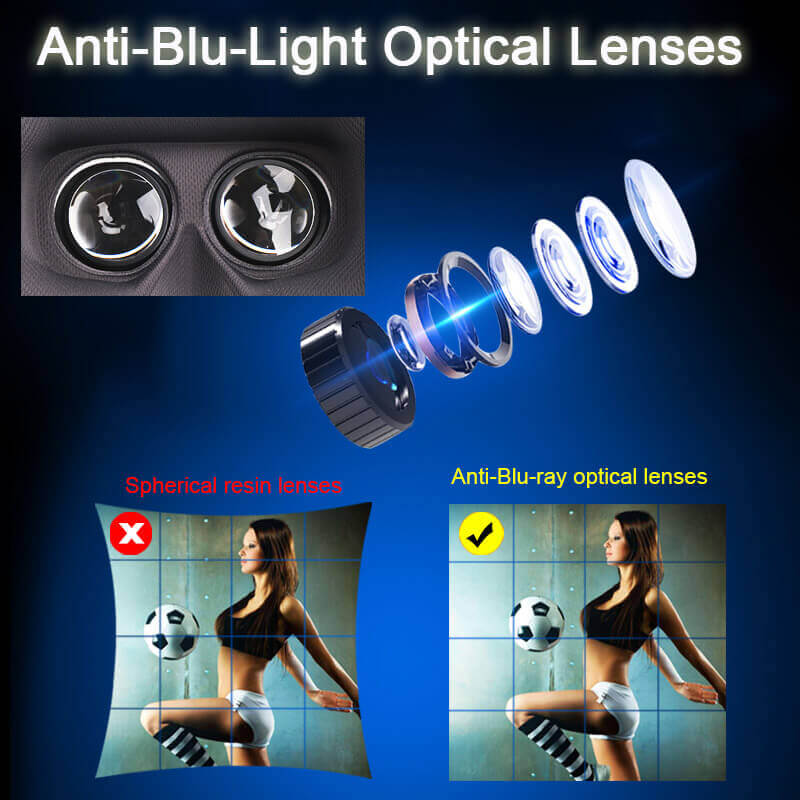 Anti-Blu-Light Optical Lenses
Spherical resin lenses
Anti-Blu-ray optical lenses